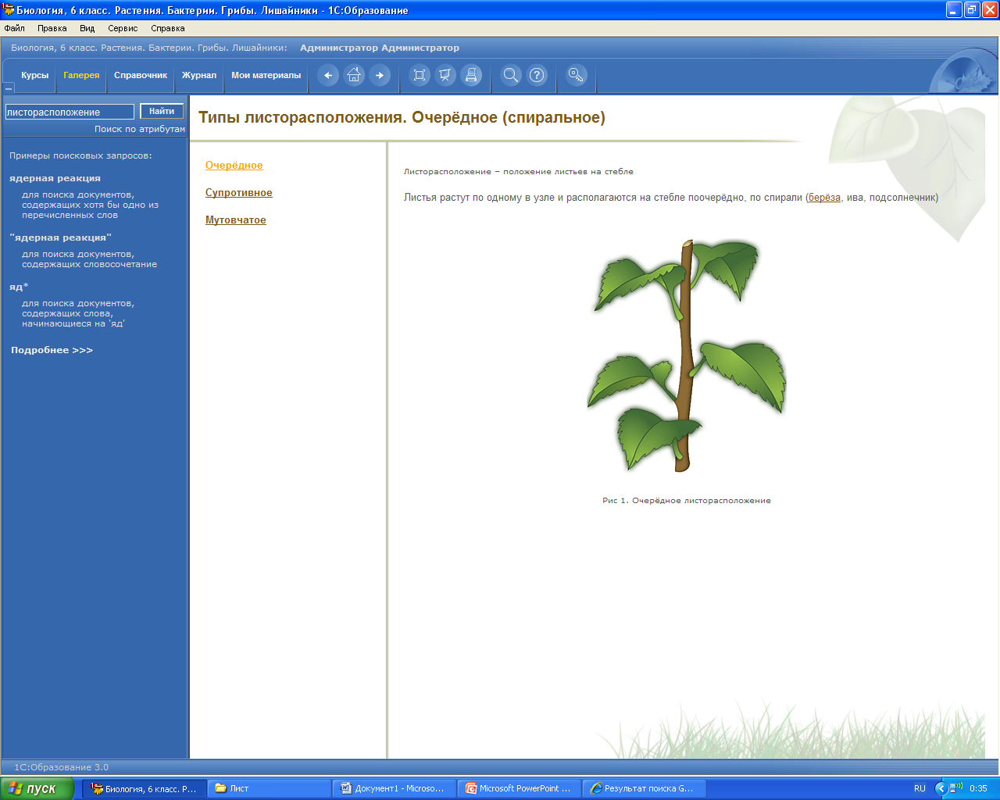 Биология, 6 класс. Растения. Бактерии. Грибы. Лишайники - 1С:Образование
Файл Правка Вид Сервис Справка
Биология, 6 класс. Растения. Бактерии. Грибы. Лишайники: Администратор Администратор
Курсы Галерея Справочник Журнал Мои материалы
листорасположение Найти
Поиск по атрибутам
Примеры поисковых запросов:
ядерная реакция
для поиска документов,
содержащих хотя бы одно из
перечисленных слов
"ядерная реакция"
для поиска документов,
содержащих словосочетание
яд*
для поиска документов,
содержащих слова,
начинающиеся на 'яд'
Подробнее >>>
Типы листорасположения. Очерёдное (спиральное)
Очерёдное
Супротивное
Мутовчатое
Листорасположение – положение листьев на стебле
Листья растут по одному в узле и располагаются на стебле поочерёдно, по спирали (берёза, ива, подсолнечник)
Рис 1. Очерёдное листорасположение
1С:Образование 3.0
пуск Биология, 6 класс. Р... Лист Документ1 - Microso... Microsoft PowerPoint ... Результат поиска G... RU 0:35